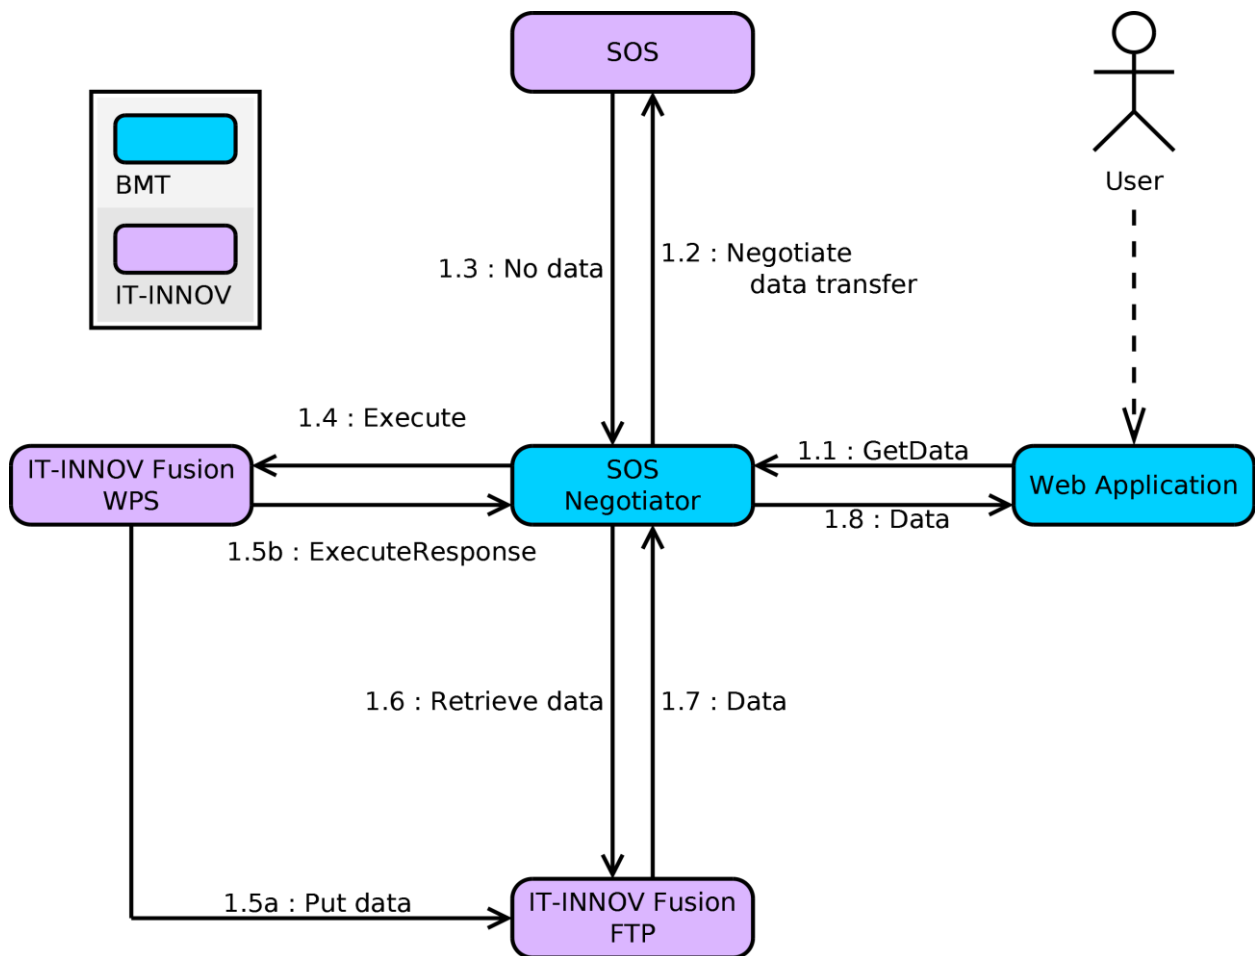 SOS
BMT
IT-INNOV
User
1.3 : No data
1.2 : Negotiate
data transfer
1.4 : Execute
IT-INNOV Fusion
WPS
SOS
Negotiator
1.1 : GetData
Web Application
1.8 : Data
1.5b : ExecuteResponse
1.6 : Retrieve data
1.7 : Data
1.5a : Put data
IT-INNOV Fusion
FTP